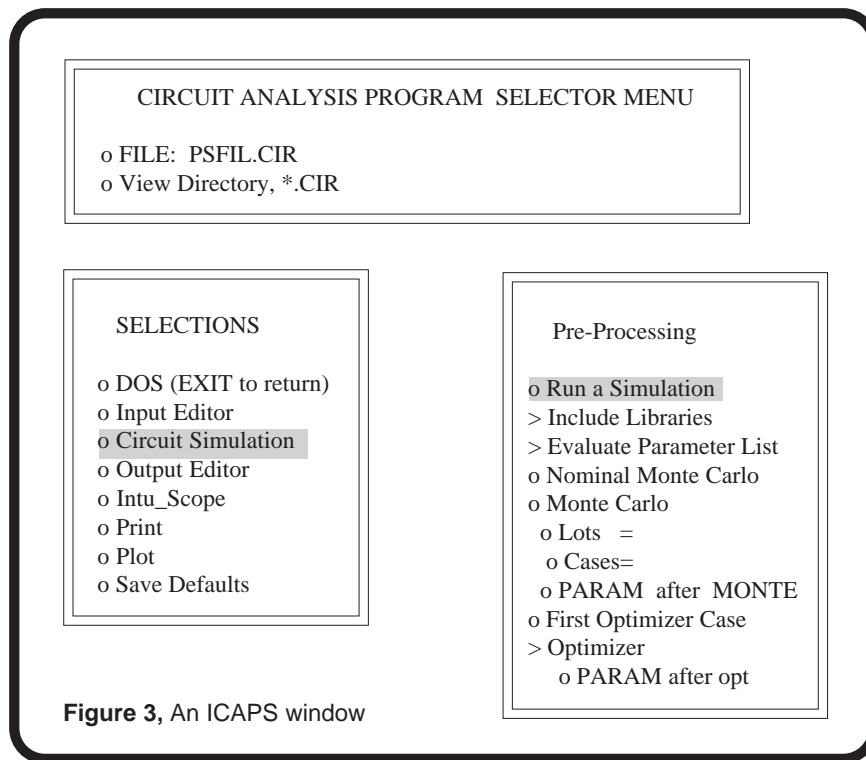 CIRCUIT ANALYSIS PROGRAM SELECTOR MENU
o FILE: PSFIL.CIR
o View Directory, *.CIR
SELECTIONS
o DOS (EXIT to return)
o Input Editor
o Circuit Simulation
o Output Editor
o Intu_Scope
o Print
o Plot
o Save Defaults
Pre-Processing
o Run a Simulation
> Include Libraries
> Evaluate Parameter List
o Nominal Monte Carlo
o Monte Carlo
o Lots =
o Cases=
o PARAM after MONTE
o First Optimizer Case
> Optimizer
o PARAM after opt
Figure 3, An ICAPS window